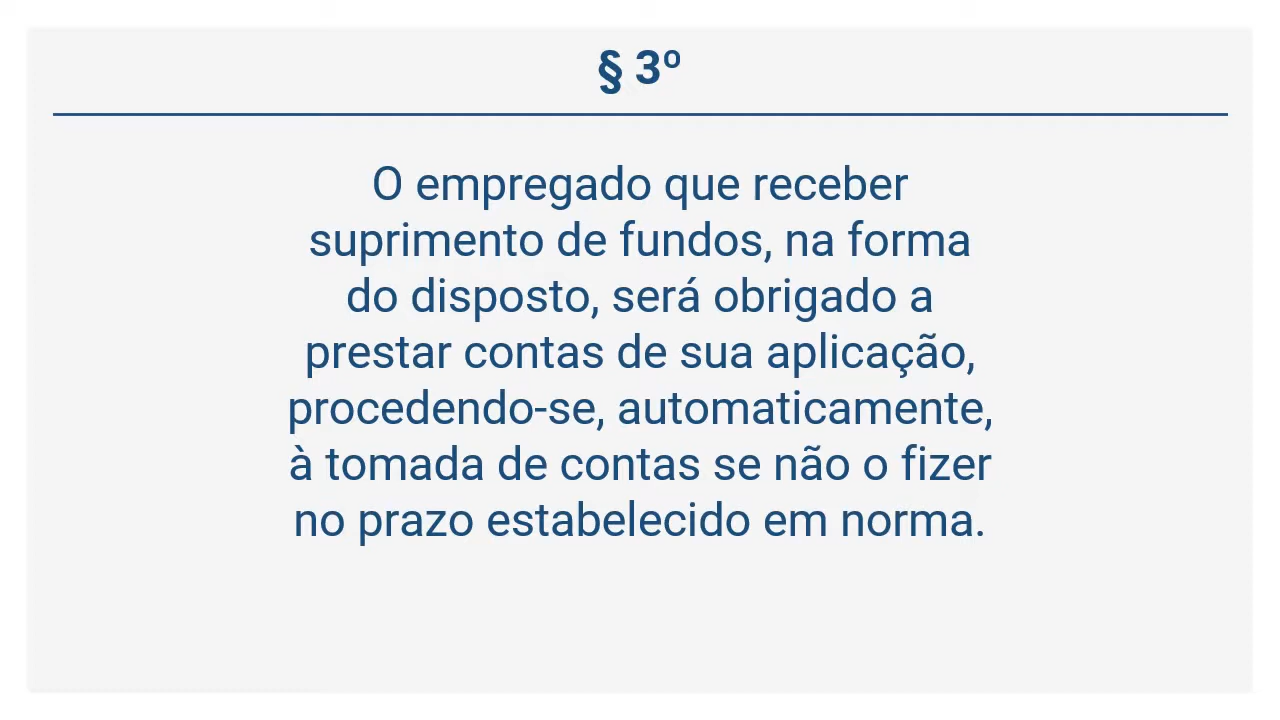 § 3º
O empregado que receber
suprimento de fundos, na forma
do disposto, será obrigado a
prestar contas de sua aplicação,
procedendo-se, automaticamente,
à tomada de contas se não o fizer
no prazo estabelecido em norma.